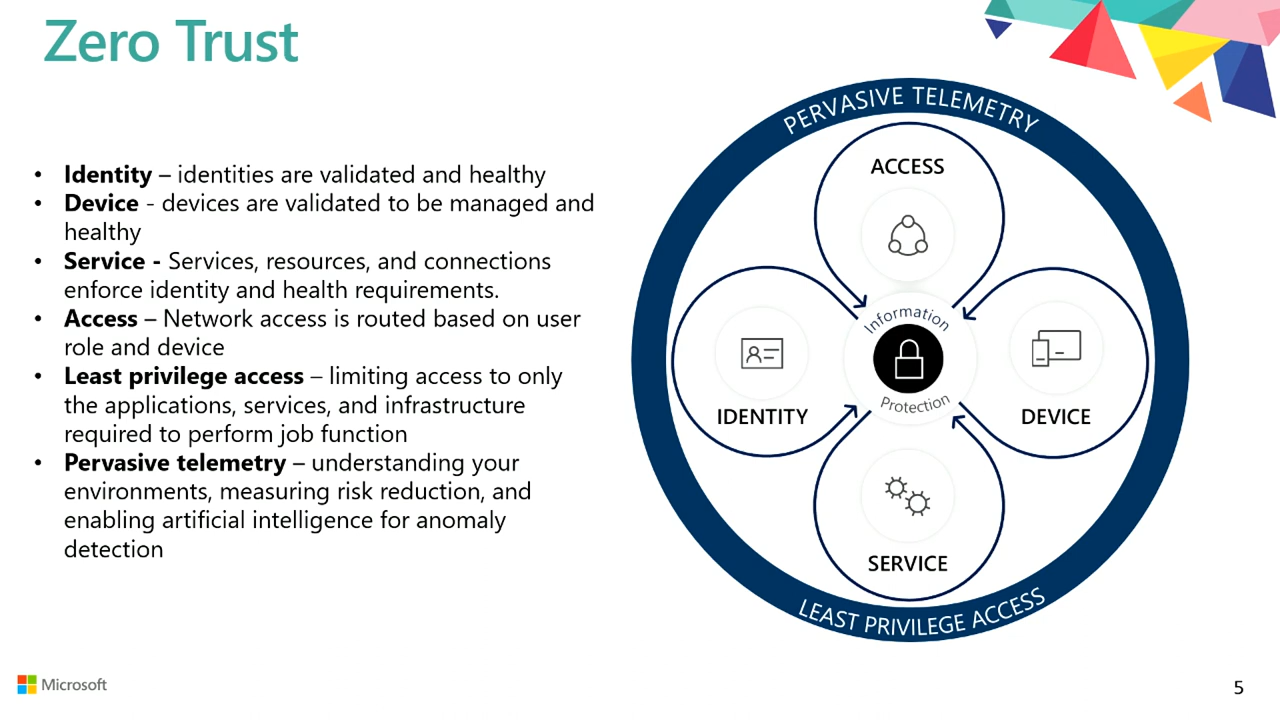 Zero Trust
• Identity – identities are validated and healthy
• Device - devices are validated to be managed and
healthy
• Service - Services, resources, and connections
enforce identity and health requirements.
• Access – Network access is routed based on user
role and device
• Least privilege access – limiting access to only
the applications, services, and infrastructure
required to perform job function
• Pervasive telemetry – understanding your
environments, measuring risk reduction, and
enabling artificial intelligence for anomaly
detection
PERVASIVE TELEMETRY
ACCESS
Information
Protection
IDENTITY
DEVICE
SERVICE
LEAST PRIVILEGE ACCESS
Microsoft
5